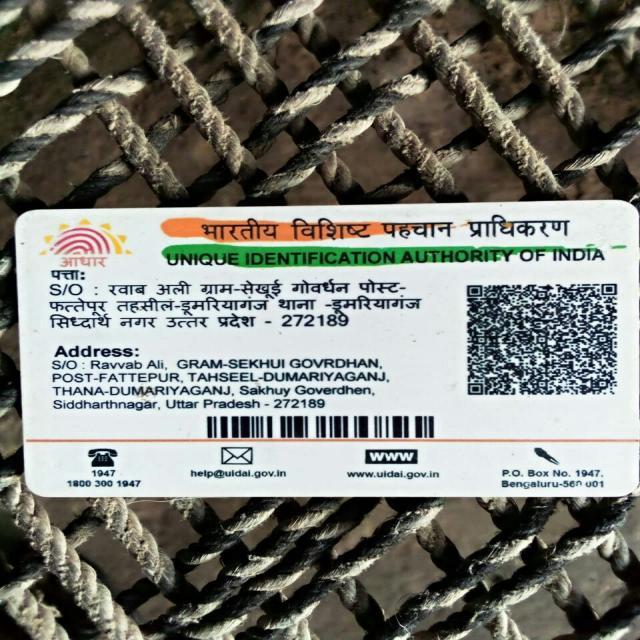 भारतीय विशिष्ट पहचान प्राधिकरण
UNIQUE IDENTIFICATION AUTHORITY OF INDIA
आधार
पत्ता:
S/O : रवाब अली ग्राम-सेखूई गोवर्धन पोस्ट-
फत्तेपूर तहसील-डूमरियागंज थाना -डूमरियागंज
सिध्दार्थ नगर उत्तर प्रदेश - 272189
Address:
S/O : Ravvab Ali, GRAM-SEKHUI GOVRDHAN,
POST-FATTEPUR, TAHSEEL-DUMARIYAGANJ,
THANA-DUMARIYAGANJ, Sakhuy Goverdhen,
Siddharthnagar, Uttar Pradesh - 272189
1947
1800 300 1947
help@uidai.gov.in
WWW
www.uidai.gov.in
P.O. Box No. 1947,
Bengaluru-560 001